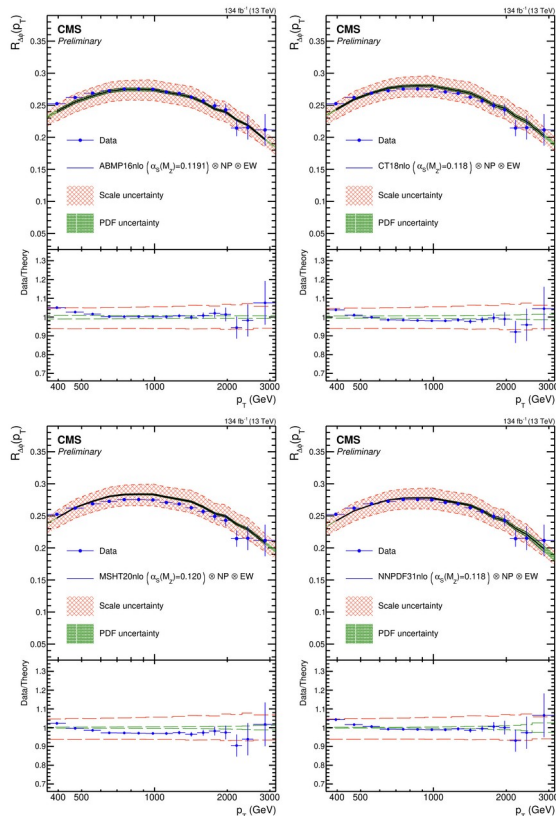 134 fb⁻¹ (13 TeV)
R_Δφ(p_T)
CMS
Preliminary
0.35
0.3
0.25
0.2
0.15
0.1
0.05
Data
ABMP16nlo (α_S(M_Z)=0.1191) ⊗ NP ⊗ EW
Scale uncertainty
PDF uncertainty
Data/Theory
1.3
1.2
1.1
1
0.9
0.8
0.7
400 500 1000 2000 3000
p_T (GeV)
134 fb⁻¹ (13 TeV)
R_Δφ(p_T)
CMS
Preliminary
0.35
0.3
0.25
0.2
0.15
0.1
0.05
Data
CT18nlo (α_S(M_Z)=0.118) ⊗ NP ⊗ EW
Scale uncertainty
PDF uncertainty
Data/Theory
1.3
1.2
1.1
1
0.9
0.8
0.7
400 500 1000 2000 3000
p_T (GeV)
134 fb⁻¹ (13 TeV)
R_Δφ(p_T)
CMS
Preliminary
0.35
0.3
0.25
0.2
0.15
0.1
0.05
Data
MSHT20nlo (α_S(M_Z)=0.120) ⊗ NP ⊗ EW
Scale uncertainty
PDF uncertainty
Data/Theory
1.3
1.2
1.1
1
0.9
0.8
0.7
400 500 1000 2000 3000
p_T (GeV)
134 fb⁻¹ (13 TeV)
R_Δφ(p_T)
CMS
Preliminary
0.35
0.3
0.25
0.2
0.15
0.1
0.05
Data
NNPDF31nlo (α_S(M_Z)=0.118) ⊗ NP ⊗ EW
Scale uncertainty
PDF uncertainty
Data/Theory
1.3
1.2
1.1
1
0.9
0.8
0.7
400 500 1000 2000 3000
p_T (GeV)